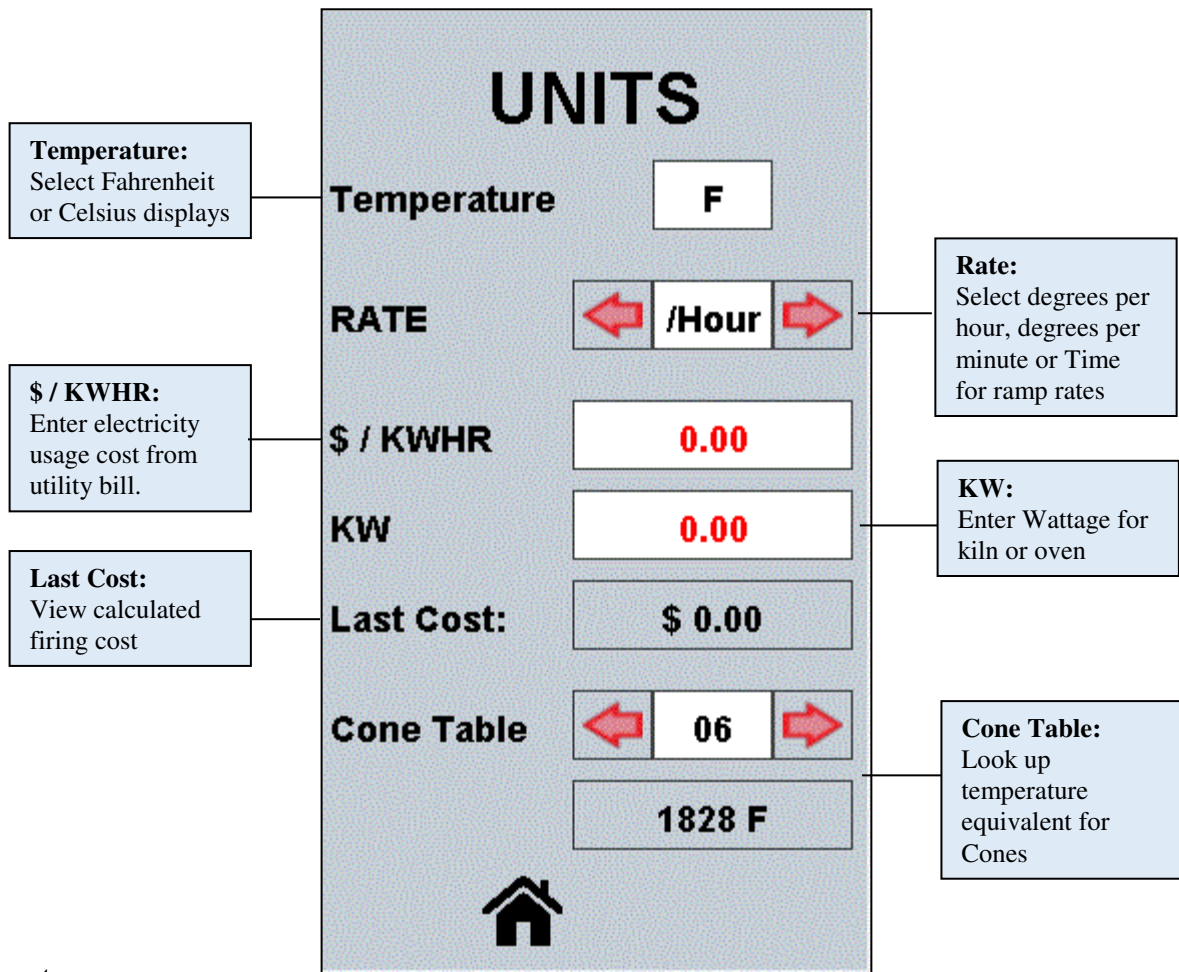 UNITS
Temperature:
Select Fahrenheit
or Celsius displays
Temperature
F
Rate:
Select degrees per
hour, degrees per
minute or Time
for ramp rates
RATE
/Hour
$ / KWHR:
Enter electricity
usage cost from
utility bill.
$ / KWHR
0.00
KW:
Enter Wattage for
kiln or oven
KW
0.00
Last Cost:
View calculated
firing cost
Last Cost:
$ 0.00
Cone Table:
Look up
temperature
equivalent for
Cones
Cone Table
06
1828 F